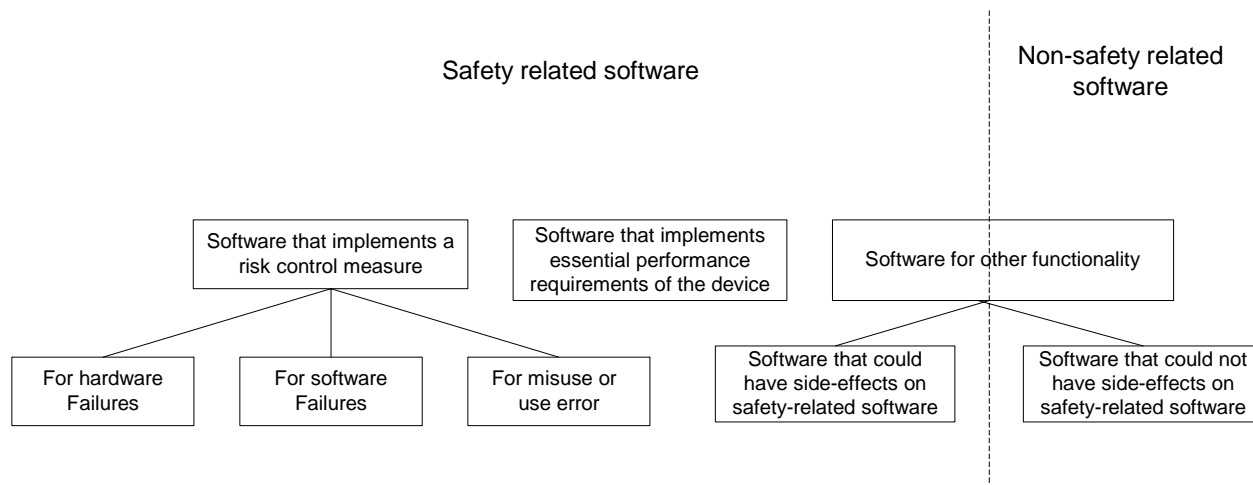 Safety related software
Non-safety related
software
Software that implements a
risk control measure
Software that implements
essential performance
requirements of the device
Software for other functionality
For hardware
Failures
For software
Failures
For misuse or
use error
Software that could
have side-effects on
safety-related software
Software that could not
have side-effects on
safety-related software